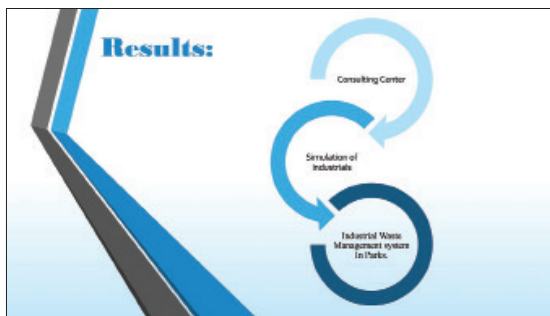 Results:
Consulting Center
Simulation of
Industrials
Industrial Waste
Management system
In Parks.